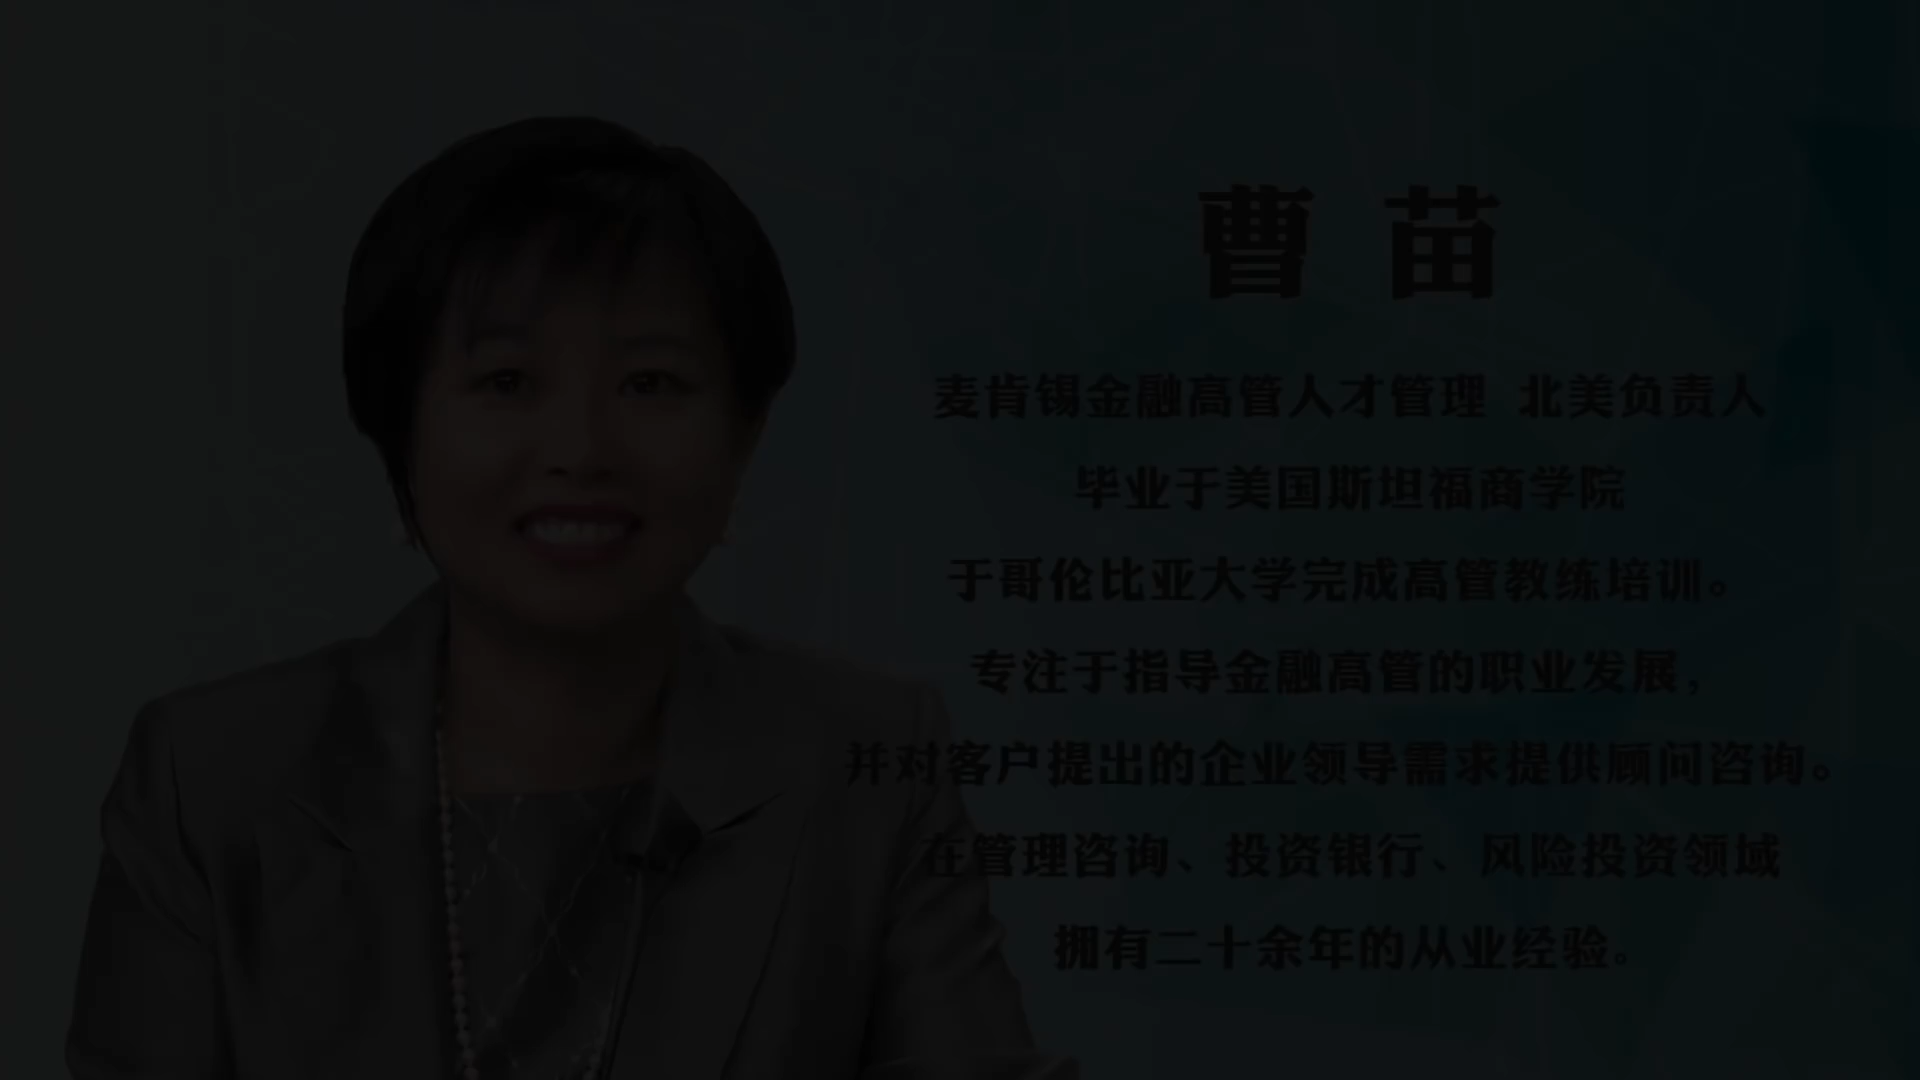 曹 苗
麦肯锡金融高管人才管理 北美负责人
毕业于美国斯坦福商学院
于哥伦比亚大学完成高管教练培训。
专注于指导金融高管的职业发展，
并对客户提出的企业领导需求提供顾问咨询。
在管理咨询、投资银行、风险投资领域
拥有二十余年的从业经验。